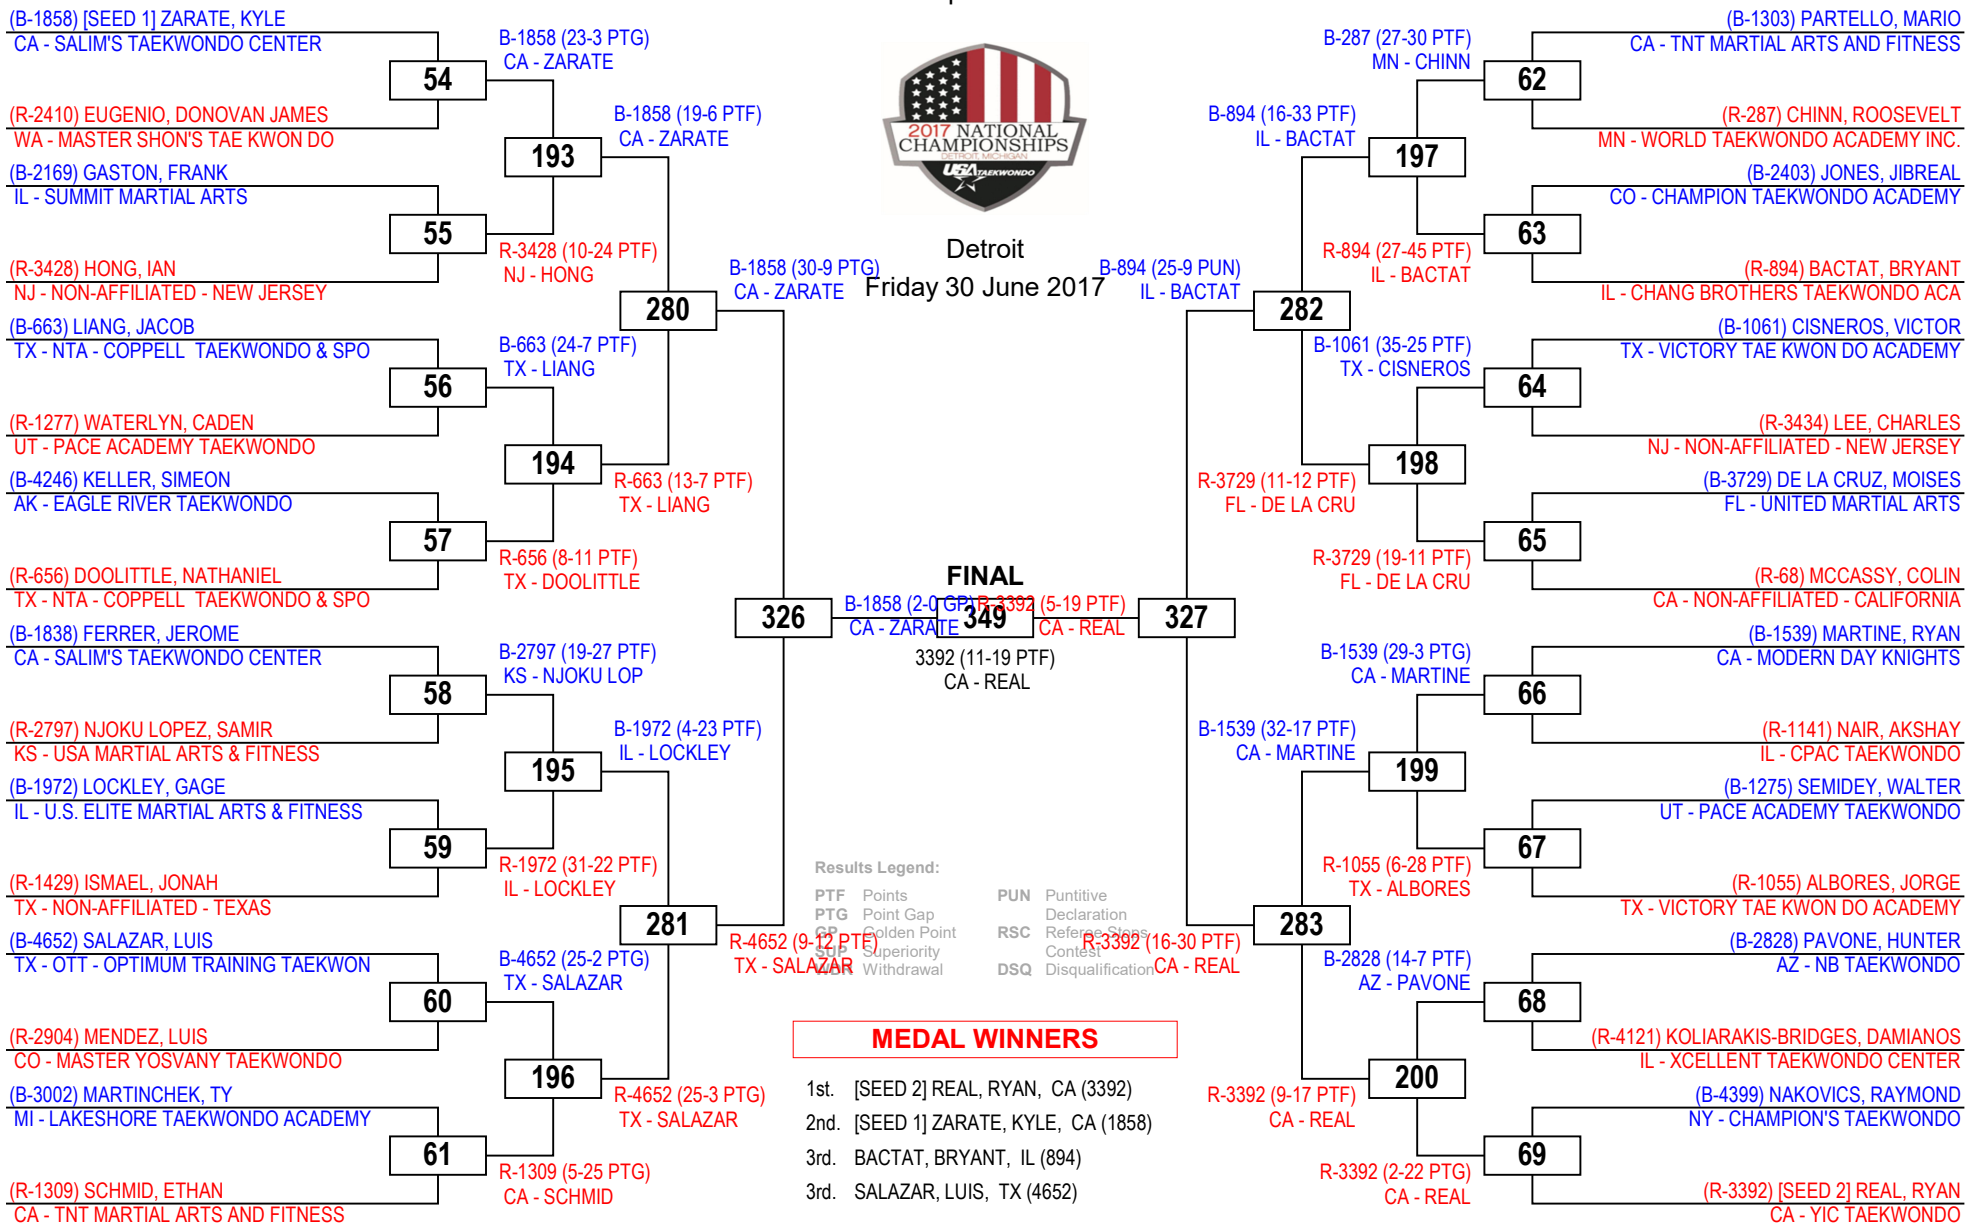 (B-1858) [SEED 1] ZARATE, KYLE
CA - SALIM'S TAEKWONDO CENTER
54
(R-2410) EUGENIO, DONOVAN JAMES
WA - MASTER SHON'S TAE KWON DO
(B-2169) GASTON, FRANK
IL - SUMMIT MARTIAL ARTS
55
(R-3428) HONG, IAN
NJ - NON-AFFILIATED - NEW JERSEY
(B-663) LIANG, JACOB
TX - NTA - COPPELL  TAEKWONDO & SPO
56
(R-1277) WATERLYN, CADEN
UT - PACE ACADEMY TAEKWONDO
(B-4246) KELLER, SIMEON
AK - EAGLE RIVER TAEKWONDO
57
(R-656) DOOLITTLE, NATHANIEL
TX - NTA - COPPELL  TAEKWONDO & SPO
(B-1838) FERRER, JEROME
CA - SALIM'S TAEKWONDO CENTER
58
(R-2797) NJOKU LOPEZ, SAMIR
KS - USA MARTIAL ARTS & FITNESS
(B-1972) LOCKLEY, GAGE
IL - U.S. ELITE MARTIAL ARTS & FITNESS
59
(R-1429) ISMAEL, JONAH
TX - NON-AFFILIATED - TEXAS
(B-4652) SALAZAR, LUIS
TX - OTT - OPTIMUM TRAINING TAEKWON
60
(R-2904) MENDEZ, LUIS
CO - MASTER YOSVANY TAEKWONDO
(B-3002) MARTINCHEK, TY
MI - LAKESHORE TAEKWONDO ACADEMY
61
(R-1309) SCHMID, ETHAN
CA - TNT MARTIAL ARTS AND FITNESS
B-1858 (23-3 PTG)
CA - ZARATE
193
R-3428 (10-24 PTF)
NJ - HONG
B-663 (24-7 PTF)
TX - LIANG
194
R-656 (8-11 PTF)
TX - DOOLITTLE
B-2797 (19-27 PTF)
KS - NJOKU LOP
195
R-1972 (31-22 PTF)
IL - LOCKLEY
B-4652 (25-2 PTG)
TX - SALAZAR
196
R-1309 (5-25 PTG)
CA - SCHMID
B-1858 (19-6 PTF)
CA - ZARATE
280
R-663 (13-7 PTF)
TX - LIANG
B-1972 (4-23 PTF)
IL - LOCKLEY
281
R-4652 (25-3 PTG)
TX - SALAZAR
B-1858 (30-9 PTG)
CA - ZARATE
326
R-4652 (9-12 PTF)
TX - SALAZAR
2017 NATIONAL
CHAMPIONSHIPS
DETROIT, MICHIGAN
USA TAEKWONDO
Detroit
Friday 30 June 2017
FINAL
B-1858 (2-0 GP)
CA - ZARATE
349
R-3392 (5-19 PTF)
CA - REAL
3392 (11-19 PTF)
CA - REAL
Results Legend:
PTF Points
PTG Point Gap
GP Golden Point
SUP Superiority
Withdrawal
PUN Puntitive
Declaration
RSC Referee Stops
Contest
DSQ Disqualification
MEDAL WINNERS
1st. [SEED 2] REAL, RYAN, CA (3392)
2nd. [SEED 1] ZARATE, KYLE, CA (1858)
3rd. BACTAT, BRYANT, IL (894)
3rd. SALAZAR, LUIS, TX (4652)
B-894 (25-9 PUN)
IL - BACTAT
327
R-3392 (16-30 PTF)
CA - REAL
B-894 (16-33 PTF)
IL - BACTAT
282
R-3729 (11-12 PTF)
FL - DE LA CRU
B-1539 (32-17 PTF)
CA - MARTINE
283
R-3392 (9-17 PTF)
CA - REAL
B-287 (27-30 PTF)
MN - CHINN
197
R-894 (27-45 PTF)
IL - BACTAT
B-1061 (35-25 PTF)
TX - CISNEROS
198
R-3729 (19-11 PTF)
FL - DE LA CRU
B-1539 (29-3 PTG)
CA - MARTINE
199
R-1055 (6-28 PTF)
TX - ALBORES
B-2828 (14-7 PTF)
AZ - PAVONE
200
R-3392 (2-22 PTG)
CA - REAL
(B-1303) PARTELLO, MARIO
CA - TNT MARTIAL ARTS AND FITNESS
62
(R-287) CHINN, ROOSEVELT
MN - WORLD TAEKWONDO ACADEMY INC.
(B-2403) JONES, JIBREAL
CO - CHAMPION TAEKWONDO ACADEMY
63
(R-894) BACTAT, BRYANT
IL - CHANG BROTHERS TAEKWONDO ACA
(B-1061) CISNEROS, VICTOR
TX - VICTORY TAE KWON DO ACADEMY
64
(R-3434) LEE, CHARLES
NJ - NON-AFFILIATED - NEW JERSEY
(B-3729) DE LA CRUZ, MOISES
FL - UNITED MARTIAL ARTS
65
(R-68) MCCASSY, COLIN
CA - NON-AFFILIATED - CALIFORNIA
(B-1539) MARTINE, RYAN
CA - MODERN DAY KNIGHTS
66
(R-1141) NAIR, AKSHAY
IL - CPAC TAEKWONDO
(B-1275) SEMIDEY, WALTER
UT - PACE ACADEMY TAEKWONDO
67
(R-1055) ALBORES, JORGE
TX - VICTORY TAE KWON DO ACADEMY
(B-2828) PAVONE, HUNTER
AZ - NB TAEKWONDO
68
(R-4121) KOLIARAKIS-BRIDGES, DAMIANOS
IL - XCELLENT TAEKWONDO CENTER
(B-4399) NAKOVICS, RAYMOND
NY - CHAMPION'S TAEKWONDO
69
(R-3392) [SEED 2] REAL, RYAN
CA - YIC TAEKWONDO